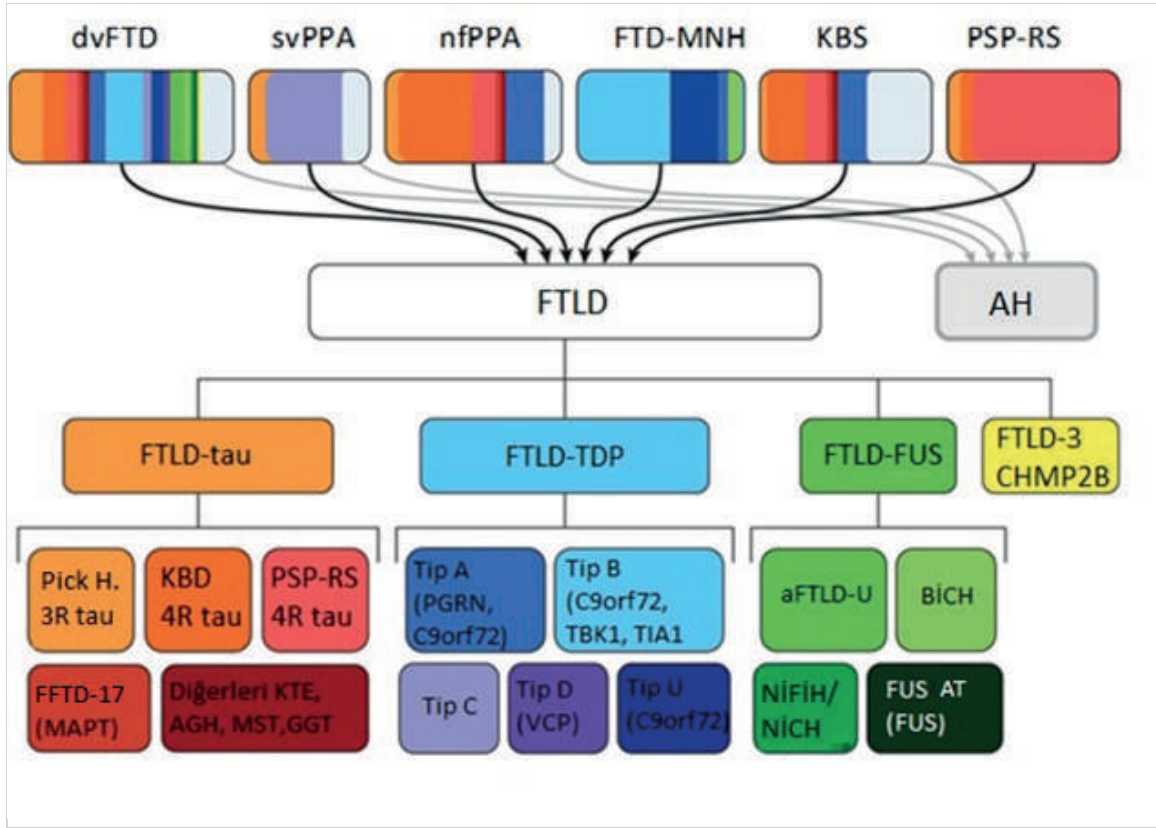 dvFTD svPPA nfPPA FTD-MNH KBS PSP-RS
FTLD
AH
FTLD-tau
FTLD-TDP
FTLD-FUS
FTLD-3
CHMP2B
Pick H.
3R tau
KBD
4R tau
PSP-RS
4R tau
Tip A
(PGRN,
C9orf72)
Tip B
(C9orf72,
TBK1, TIA1
aFTLD-U
BİCH
FFTD-17
(MAPT)
Diğerleri KTE,
AGH, MST,GGT
Tip C
Tip D
(VCP)
Tip U
(C9orf72)
NİFİH/
NİCH
FUS AT
(FUS)